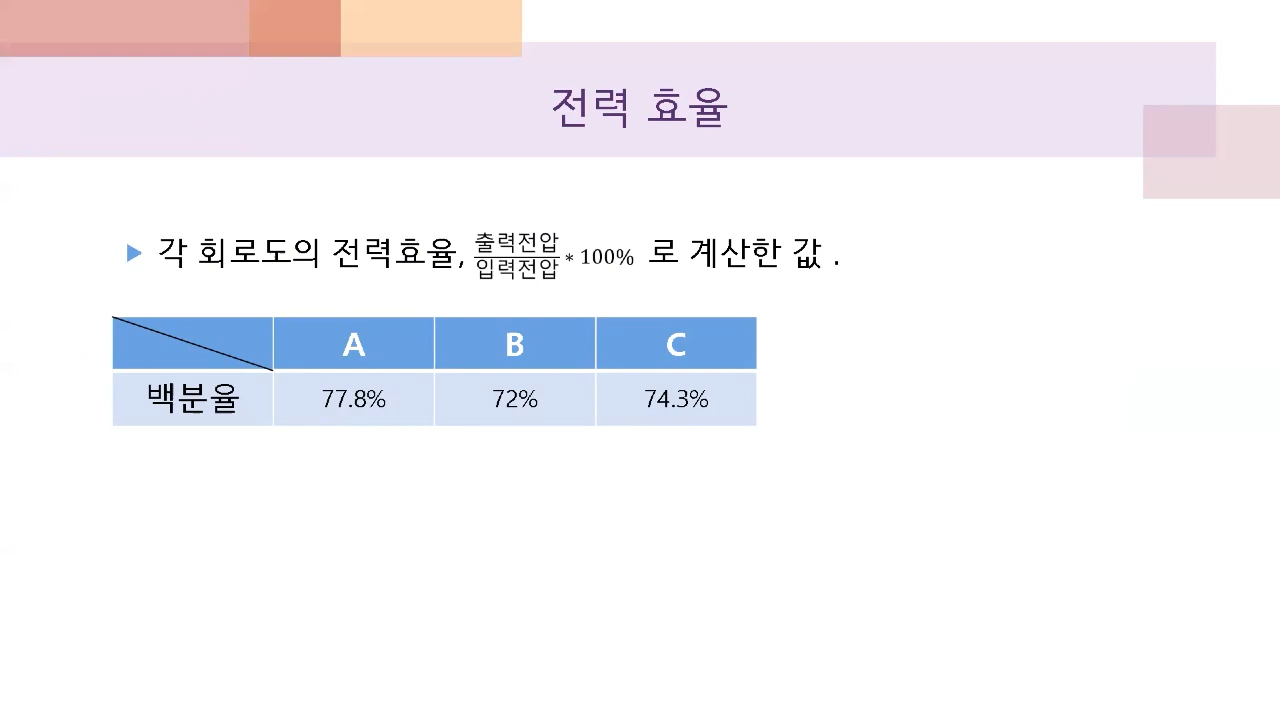 전력 효율
각 회로도의 전력효율, 출력전압/입력전압 * 100% 로 계산한 값 .
A B C
백분율 77.8% 72% 74.3%